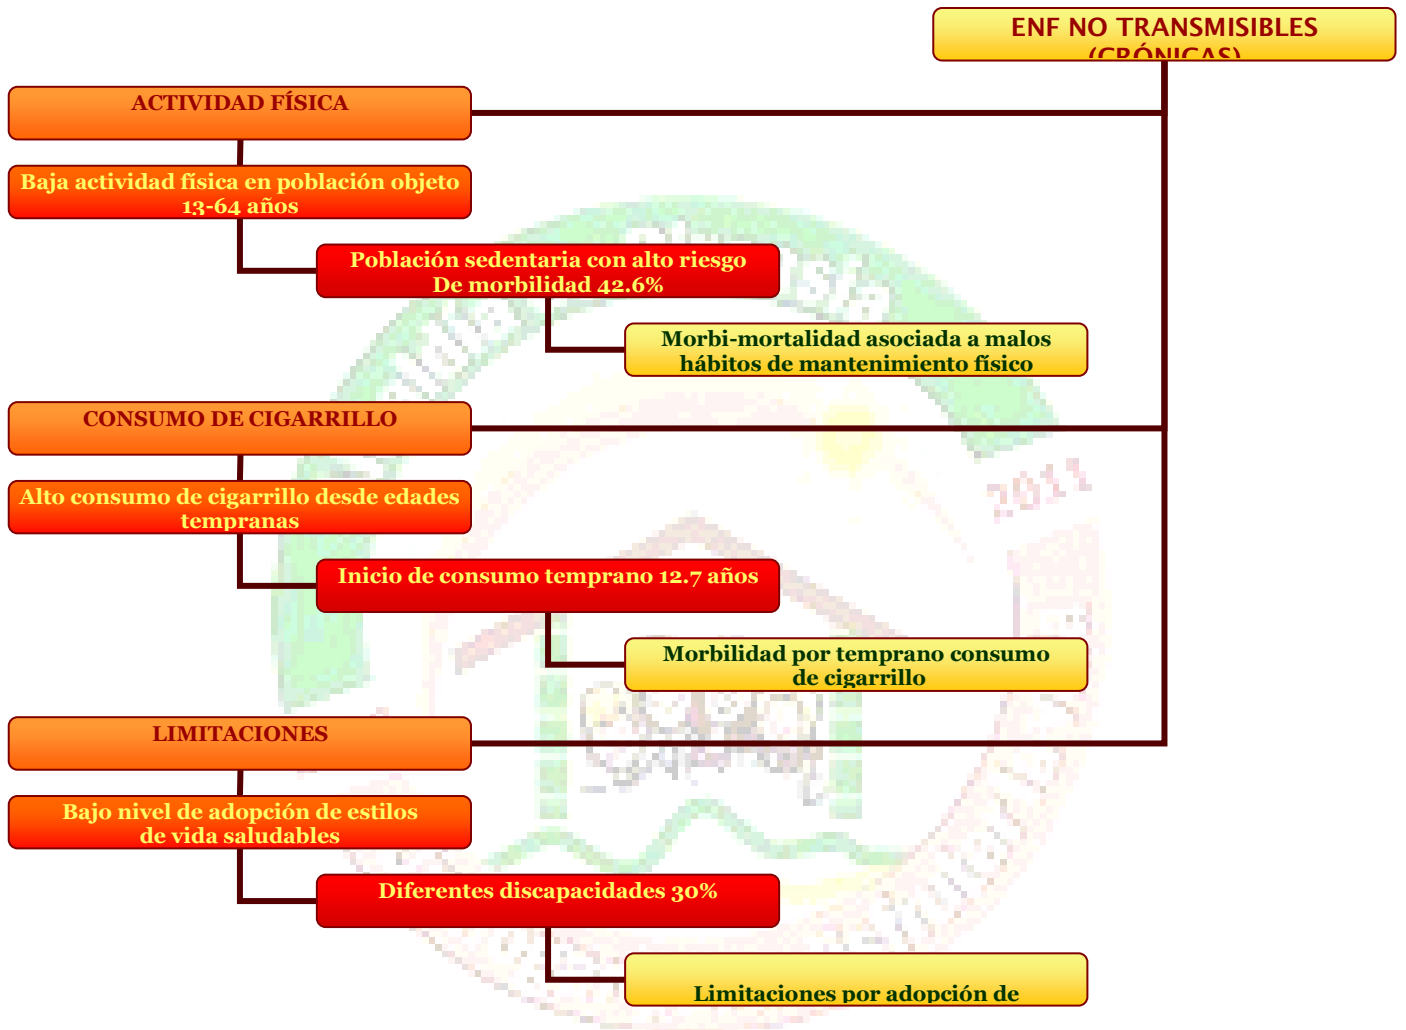 ENF NO TRANSMISIBLES
(CRÓNICAS)
ACTIVIDAD FÍSICA
Baja actividad física en población objeto
13-64 años
Población sedentaria con alto riesgo
De morbilidad 42.6%
Morbi-mortalidad asociada a malos
hábitos de mantenimiento físico
CONSUMO DE CIGARRILLO
Alto consumo de cigarrillo desde edades
tempranas
Inicio de consumo temprano 12.7 años
Morbilidad por temprano consumo
de cigarrillo
LIMITACIONES
Bajo nivel de adopción de estilos
de vida saludables
Diferentes discapacidades 30%
Limitaciones por adopción de
2011